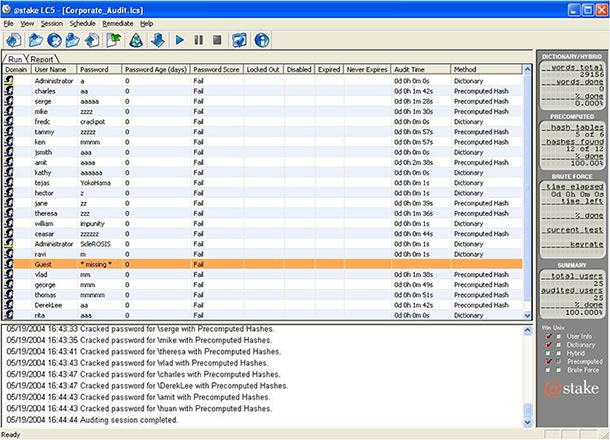 @stake LC5 - [Corporate_Audit.lcs]
File View Session Schedule Remediate Help
Run Report
Domain User Name Password Password Age (days) Password Score Locked Out Disabled Expired Never Expires Audit Time Method
Administrator a 0 Fail 0d 0h 0m 0s Dictionary
charles aa 0 Fail 0d 0h 1m 42s Precomputed Hash
serge aaaaa 0 Fail 0d 0h 1m 28s Precomputed Hash
mike zzzz 0 Fail 0d 0h 1m 30s Precomputed Hash
fredc crackpot 0 Fail 0d 0h 0m 0s Dictionary
tammy zzzzz 0 Fail 0d 0h 0m 57s Precomputed Hash
ken mmmm 0 Fail 0d 0h 0m 57s Precomputed Hash
jsmith aaa 0 Fail 0d 0h 0m 0s Dictionary
amit aaaa 0 Fail 0d 0h 2m 38s Precomputed Hash
kathy aaaaaa 0 Fail 0d 0h 0m 0s Dictionary
tejas YokoHama 0 Fail 0d 0h 0m 1s Dictionary
hector z 0 Fail 0d 0h 0m 1s Dictionary
jane zz 0 Fail 0d 0h 0m 39s Precomputed Hash
theresa zzz 0 Fail 0d 0h 1m 36s Precomputed Hash
william impunity 0 Fail 0d 0h 0m 1s Dictionary
ceasar zzzzzz 0 Fail 0d 0h 0m 44s Precomputed Hash
Administrator ScleROSIS 0 Fail 0d 0h 0m 1s Dictionary
ravi m 0 Fail 0d 0h 0m 1s Dictionary
Guest * missing * 0 Fail
vlad mm 0 Fail 0d 0h 1m 38s Precomputed Hash
george mmm 0 Fail 0d 0h 0m 49s Precomputed Hash
thomas mmmmm 0 Fail 0d 0h 0m 51s Precomputed Hash
DerekLee aa 0 Fail 0d 0h 1m 42s Precomputed Hash
rita aaa 0 Fail 0d 0h 0m 0s Dictionary
05/19/2004 16:43:33 Cracked password for \serge with Precomputed Hashes.
05/19/2004 16:43:35 Cracked password for \mike with Precomputed Hashes.
05/19/2004 16:43:41 Cracked password for \theresa with Precomputed Hashes.
05/19/2004 16:43:43 Cracked password for \vlad with Precomputed Hashes.
05/19/2004 16:43:47 Cracked password for \charles with Precomputed Hashes.
05/19/2004 16:43:47 Cracked password for \DerekLee with Precomputed Hashes.
05/19/2004 16:44:43 Cracked password for \amit with Precomputed Hashes.
05/19/2004 16:44:43 Cracked password for \huan with Precomputed Hashes.
05/19/2004 16:44:44 Auditing session completed.
DICTIONARY/HYBRID
words total
29156
words done
0
% done
0.000%
PRECOMPUTED
hash tables
5 of 6
hashes found
12 of 12
% done
100.00%
BRUTE FORCE
time elapsed
0d 0h 0m 0s
time left
% done
current test
keyrate
SUMMARY
total users
25
audited users
25
% done
100.00%
Win Unix
User Info
Dictionary
Hybrid
Precomputed
Brute Force
@stake
Ready